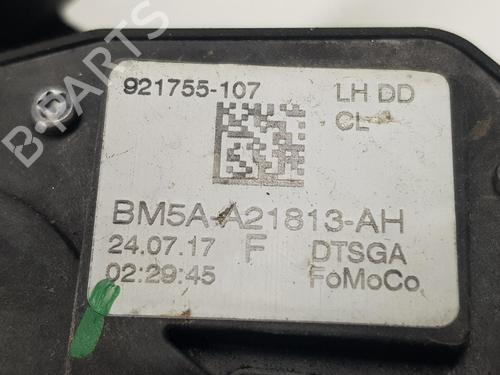 921755-107 LH DD
CL
BM5A-A21813-AH
24.07.17 F DTSGA
02:29:45 FoMoCo
B-PARTS